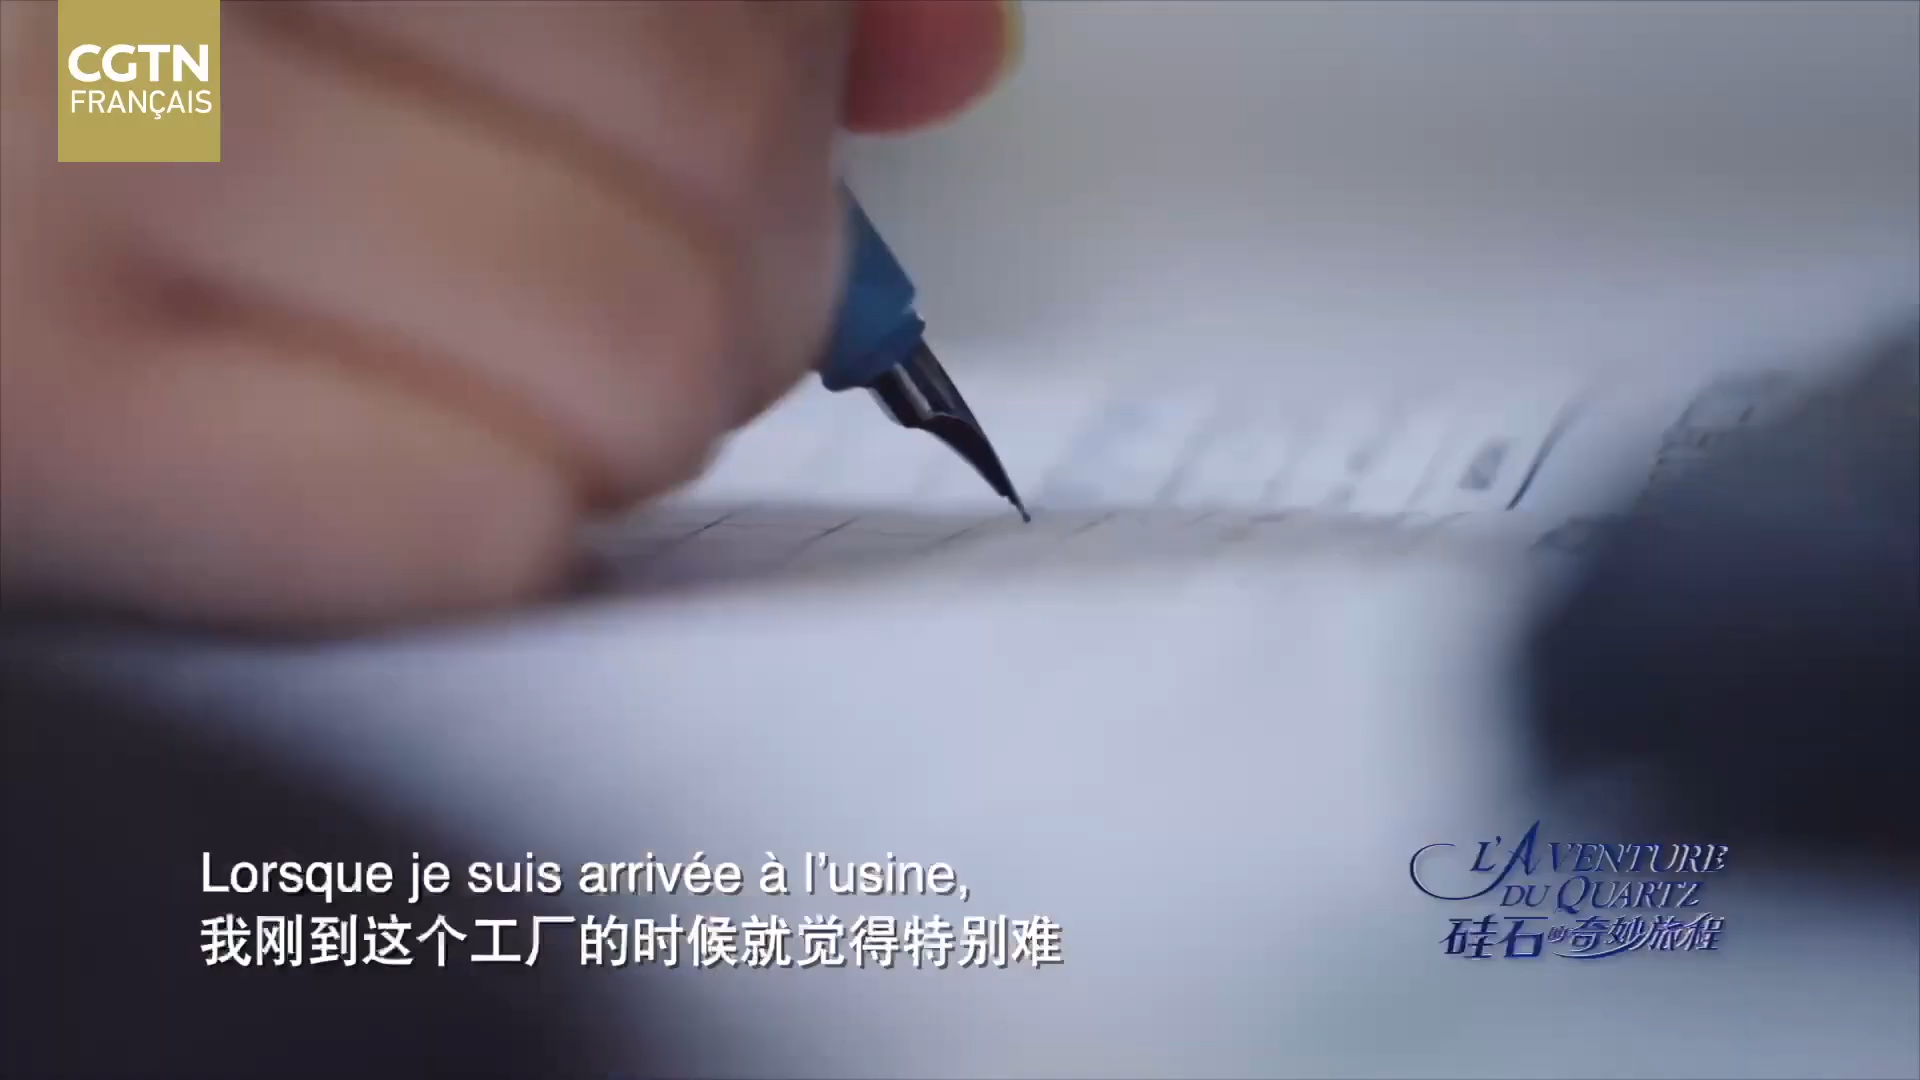 CGTN
FRANÇAIS
Lorsque je suis arrivée à l'usine,
我刚到这个工厂的时候就觉得特别难
L'AVENTURE
DU QUARTZ
硅石的奇妙旅程